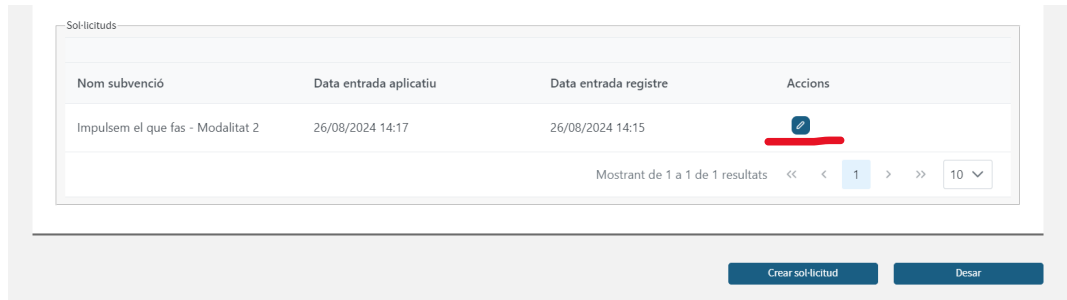 Sol·licituds
Nom subvenció Data entrada aplicatiu Data entrada registre Accions
Impulsem el que fas - Modalitat 2 26/08/2024 14:17 26/08/2024 14:15
Mostrant de 1 a 1 de 1 resultats << < 1 > >> 10
Crear sol·licitud Desar